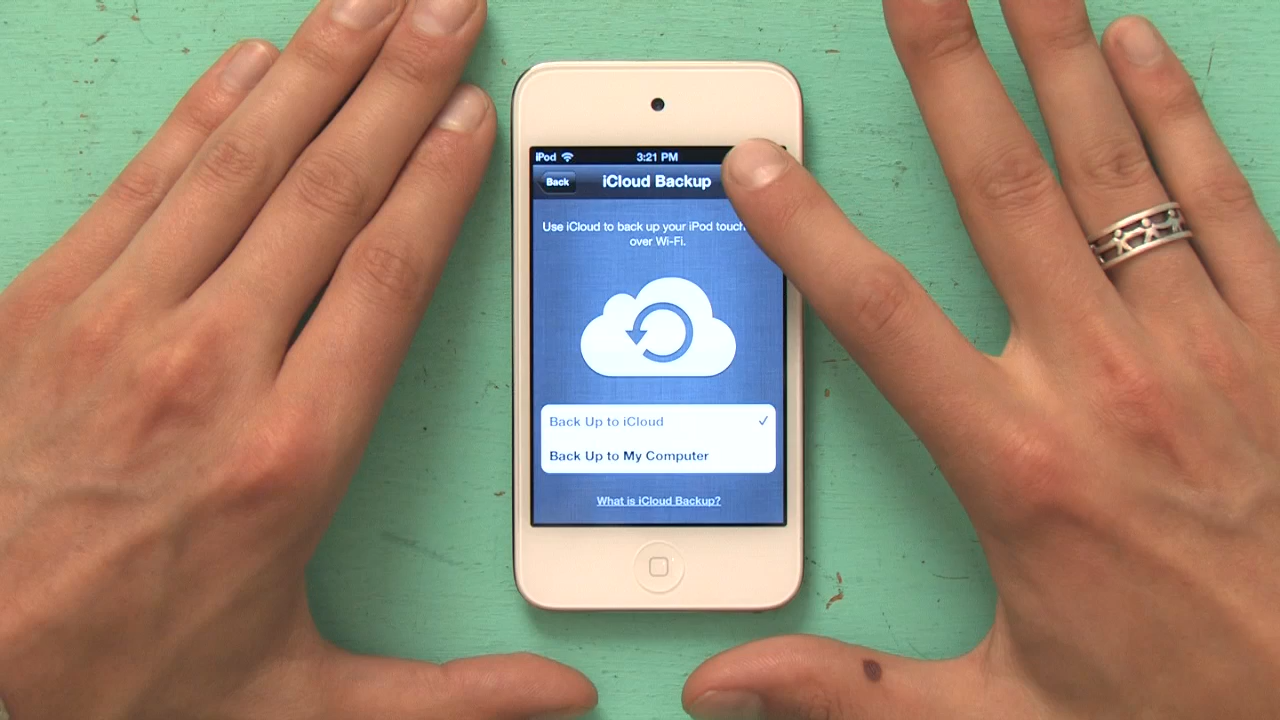 iPod 3:21 PM
Back iCloud Backup
Use iCloud to back up your iPod touch
over Wi-Fi.
Back Up to iCloud
Back Up to My Computer
What is iCloud Backup?